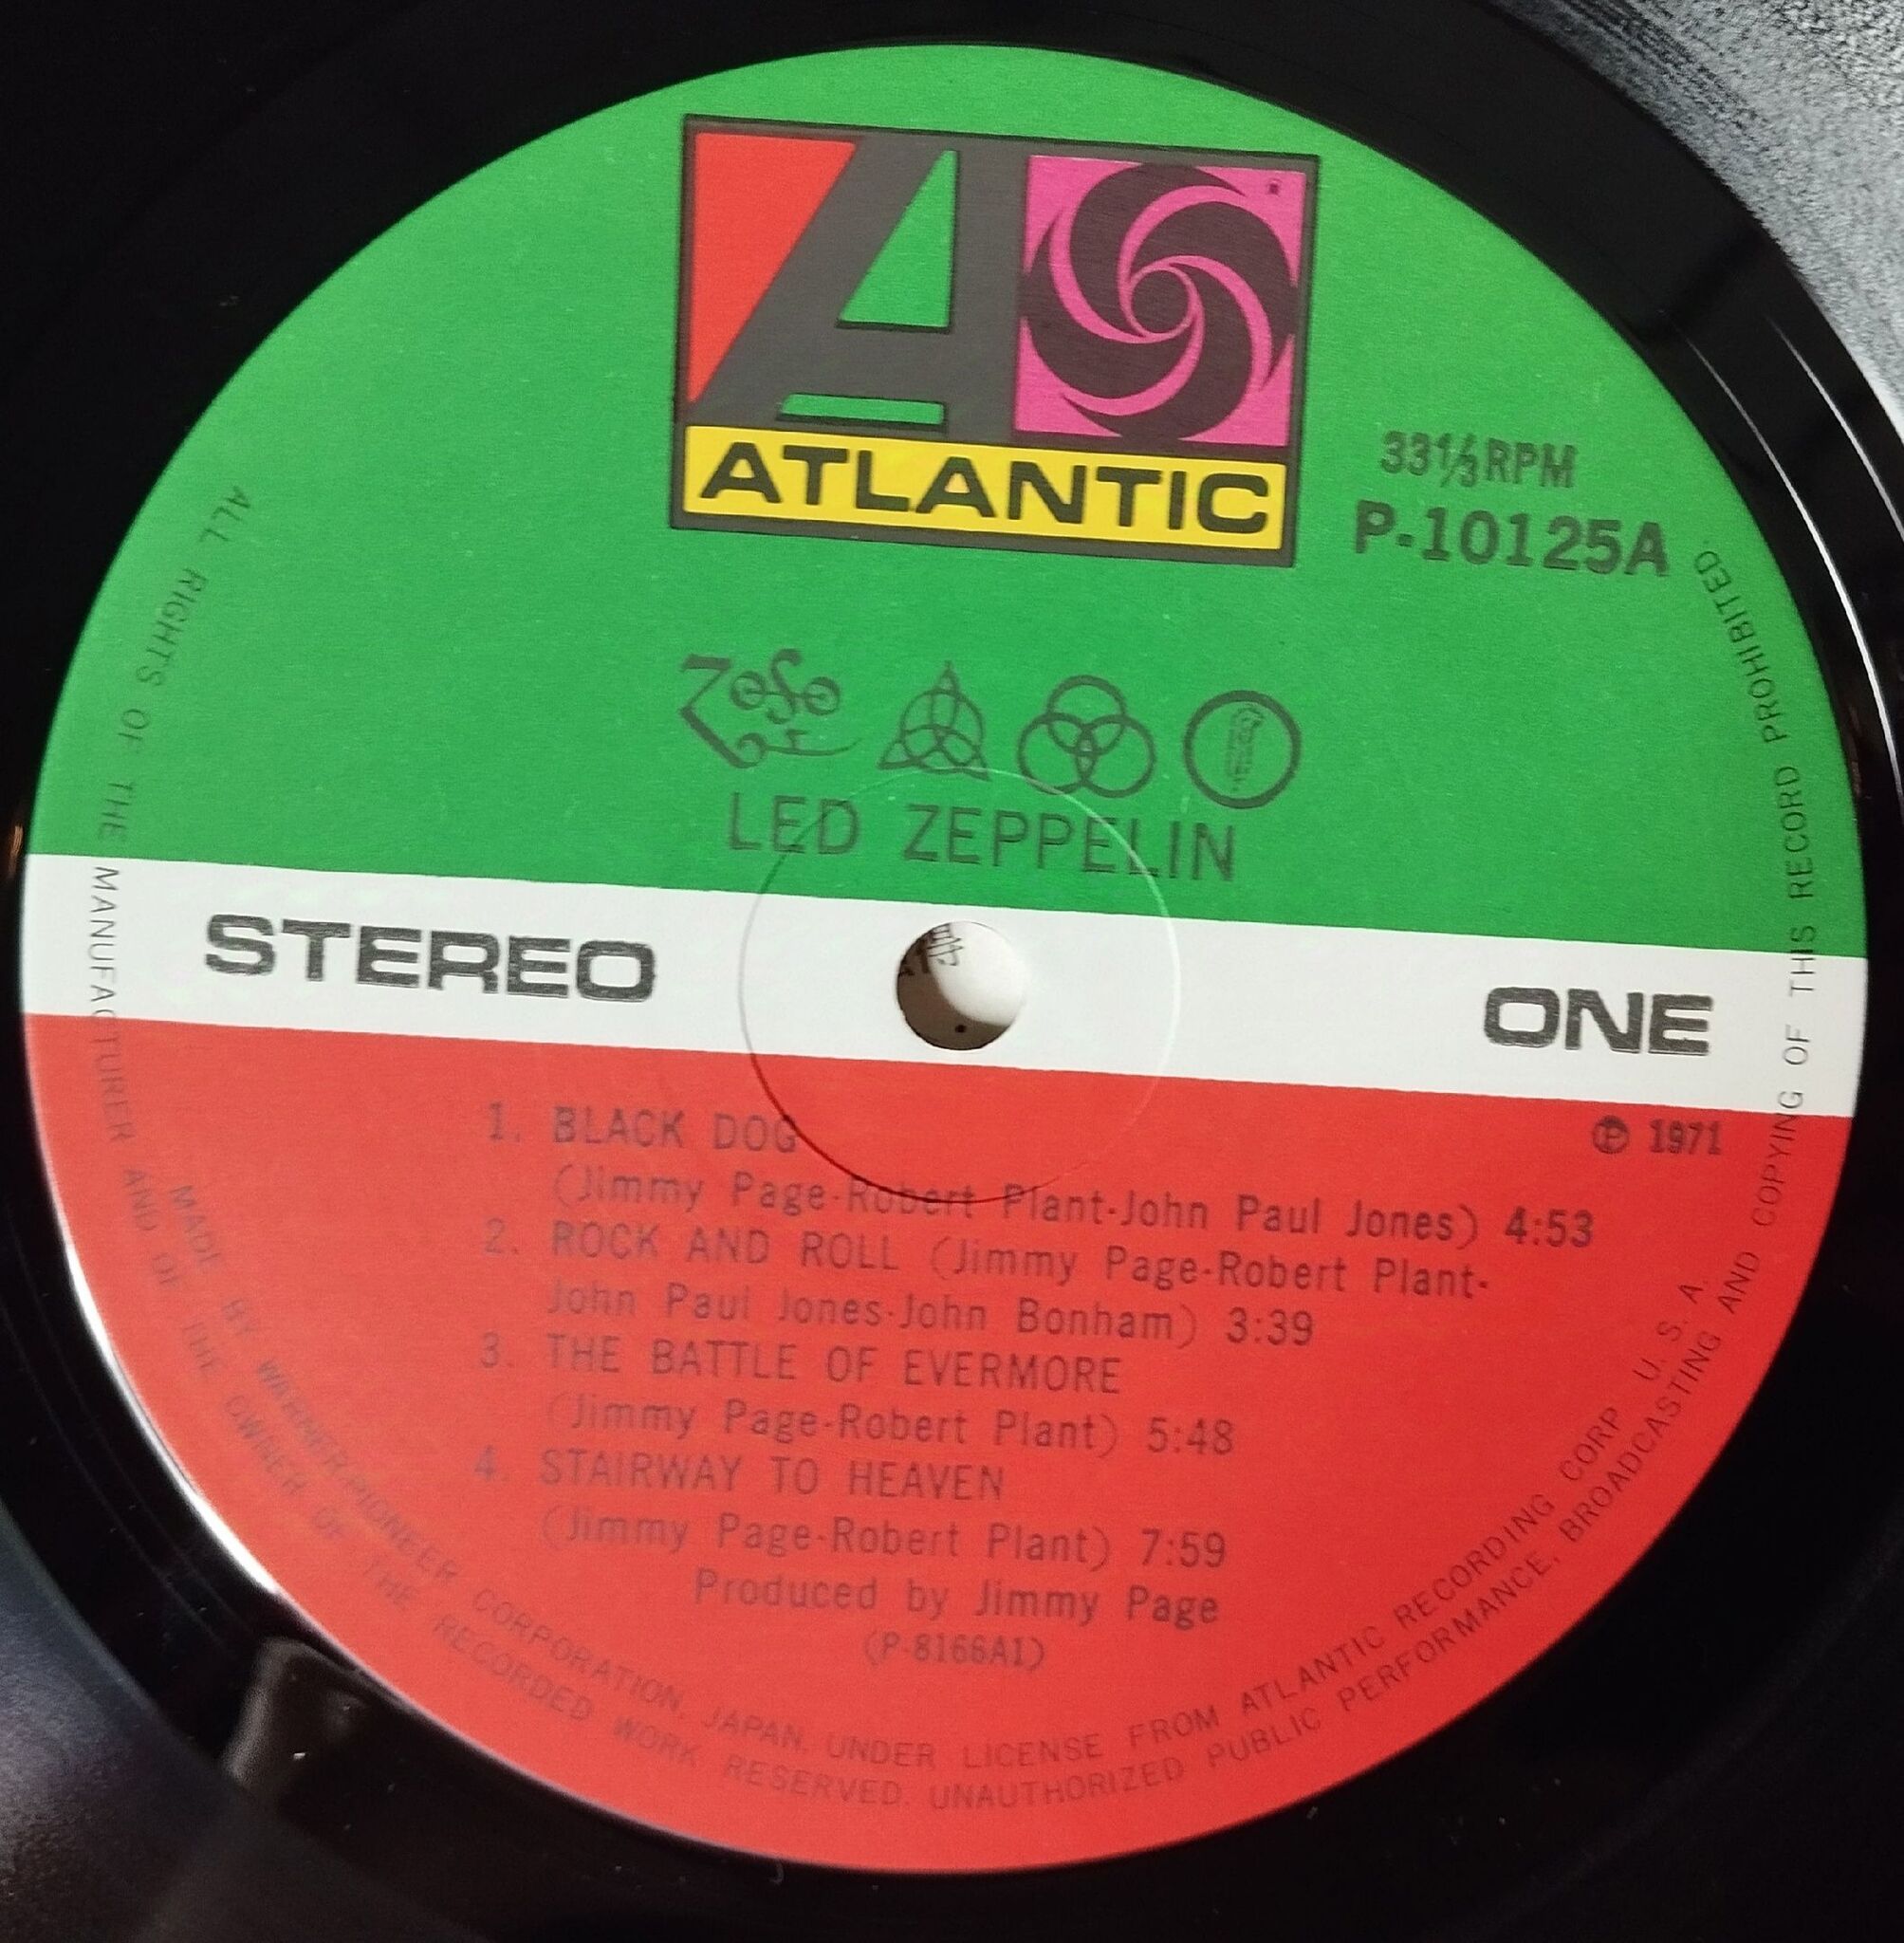 ATLANTIC
33⅓RPM
P-10125A
LED ZEPPELIN
STEREO
ONE
℗ 1971
1. BLACK DOG
(Jimmy Page-Robert Plant-John Paul Jones) 4:53
2. ROCK AND ROLL (Jimmy Page-Robert Plant-
John Paul Jones-John Bonham) 3:39
3. THE BATTLE OF EVERMORE
(Jimmy Page-Robert Plant) 5:48
4. STAIRWAY TO HEAVEN
(Jimmy Page-Robert Plant) 7:59
Produced by Jimmy Page
(P-8166A1)
MADE BY WARNER-PIONEER CORPORATION, JAPAN, UNDER LICENSE FROM ATLANTIC RECORDING CORP. U. S. A.
ALL RIGHTS OF THE MANUFACTURER AND OF THE OWNER OF THE RECORDED WORK RESERVED. UNAUTHORIZED PUBLIC PERFORMANCE, BROADCASTING AND COPYING OF THIS RECORD PROHIBITED.